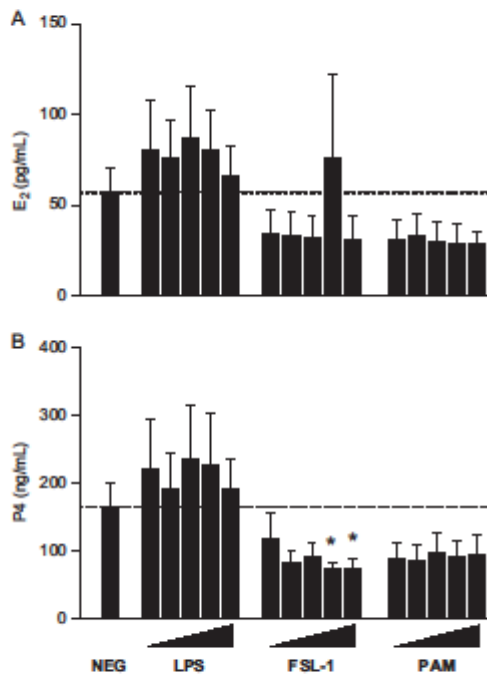 A
150
100
50
0
E₂ (pg/mL)
B
400
300
200
100
0
P4 (ng/mL)
* *
NEG LPS FSL-1 PAM